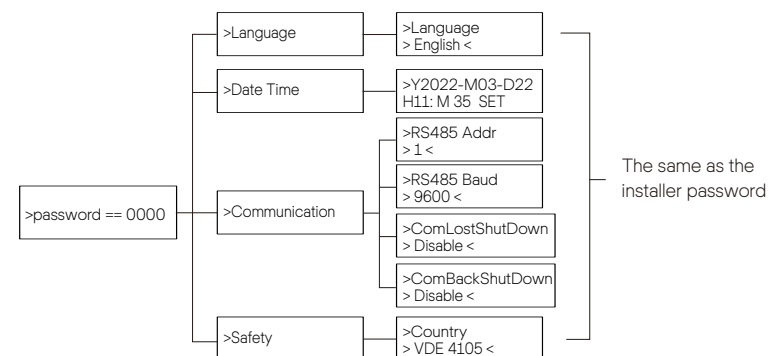 >password == 0000
>Language
>Language
> English <
>Date Time
>Y2022-M03-D22
H11: M 35  SET
>Communication
>RS485 Addr
> 1 <
>RS485 Baud
> 9600 <
>ComLostShutDown
> Disable <
>ComBackShutDown
> Disable <
>Safety
>Country
> VDE 4105 <
The same as the
installer password